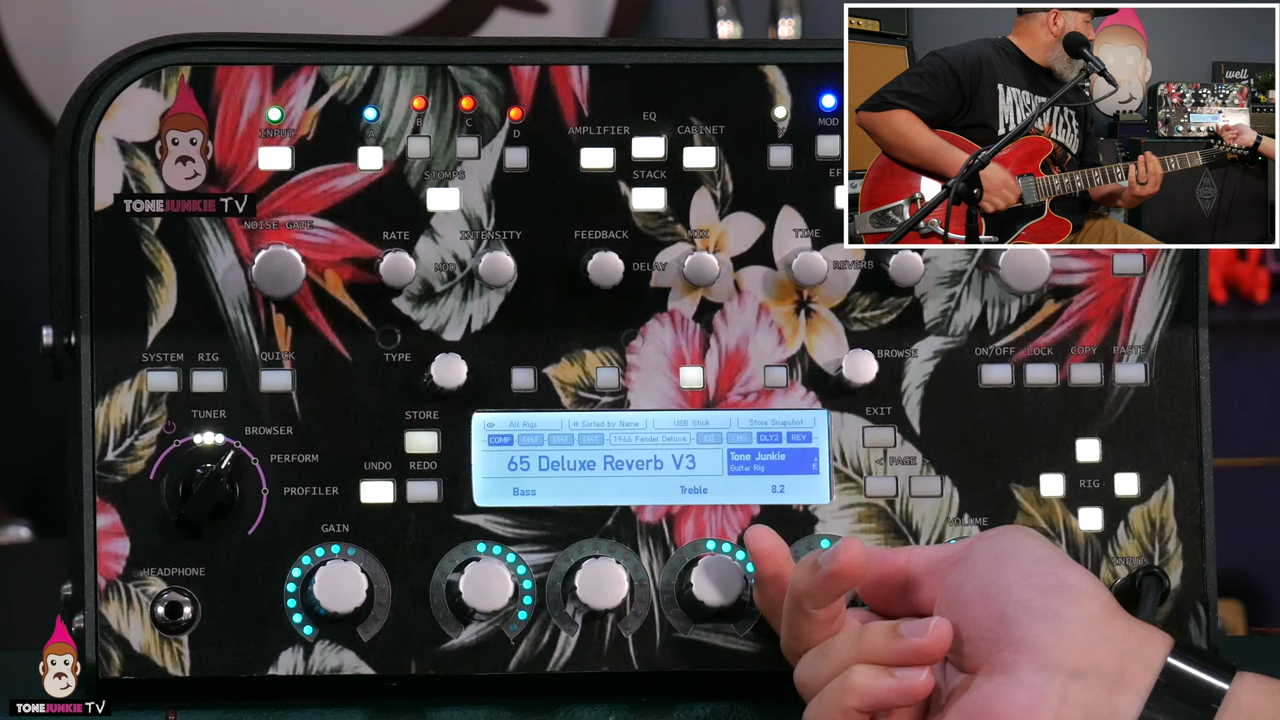 INPUT
A
B
C
D
STOMPS
AMPLIFIER
EQ
CABINET
STACK
X
MOD
TONEJUNKIE TV
NOISE GATE
RATE
INTENSITY
MOD
FEEDBACK
MIX
DELAY
TIME
REVERB
well
SYSTEM
RIG
QUICK
TYPE
BROWSE
ON/OFF
LOCK
COPY
PASTE
TUNER
BROWSER
PERFORM
PROFILER
STORE
UNDO
REDO
EXIT
< PAGE >
RIG
All Rigs
Sorted by Name
USB Stick
Store Snapshot
COMP
1966 Fender Deluxe
EQ
DLY2
REV
65 Deluxe Reverb V3
Tone Junkie
Guitar Rig
Bass
Treble
8.2
GAIN
VOLUME
HEADPHONE
INPUT
TONEJUNKIE TV